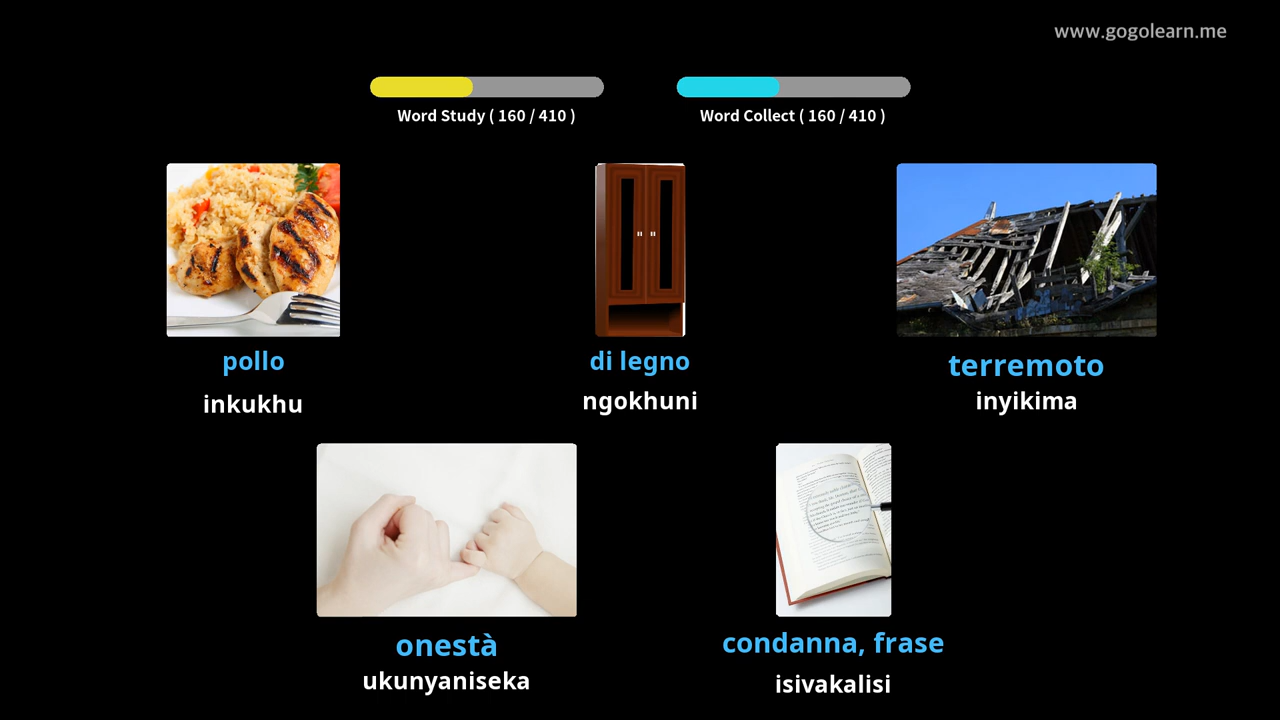 www.gogolearn.me
Word Study ( 160 / 410 )
Word Collect ( 160 / 410 )
pollo
inkukhu
di legno
ngokhuni
terremoto
inyikima
onestà
ukunyaniseka
condanna, frase
isivakalisi